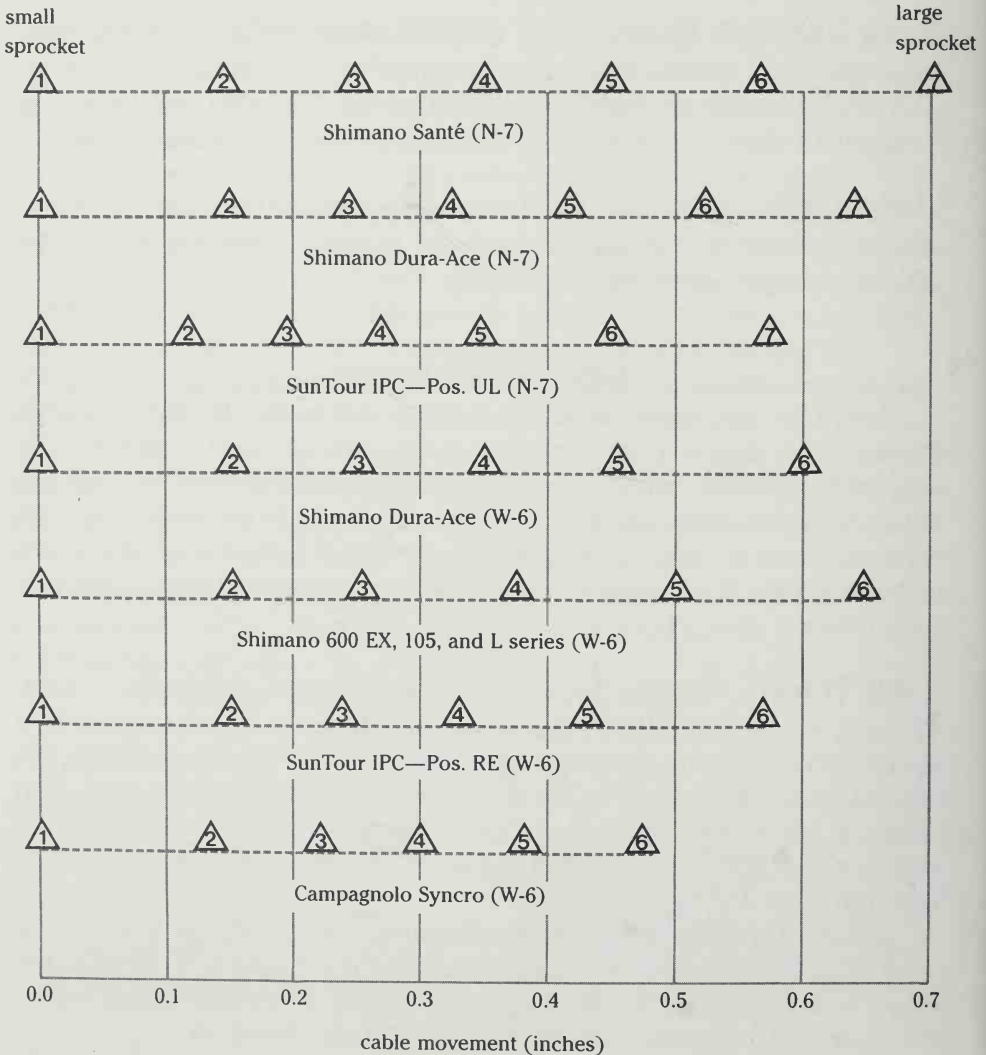 small
sprocket
large
sprocket
1 2 3 4 5 6 7
Shimano Santé (N-7)
1 2 3 4 5 6 7
Shimano Dura-Ace (N-7)
1 2 3 4 5 6 7
SunTour IPC—Pos. UL (N-7)
1 2 3 4 5 6
Shimano Dura-Ace (W-6)
1 2 3 4 5 6
Shimano 600 EX, 105, and L series (W-6)
1 2 3 4 5 6
SunTour IPC—Pos. RE (W-6)
1 2 3 4 5 6
Campagnolo Syncro (W-6)
0.0 0.1 0.2 0.3 0.4 0.5 0.6 0.7
cable movement (inches)